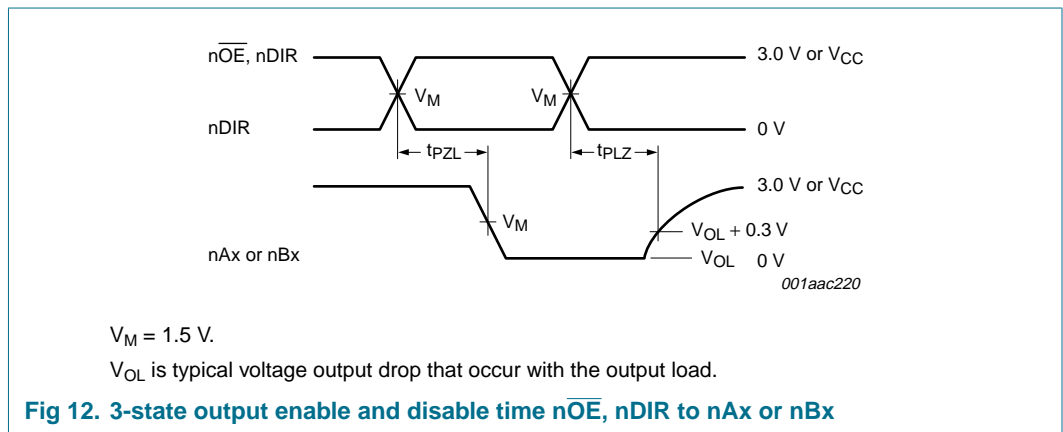 nOE, nDIR
3.0 V or VCC
VM
VM
nDIR
0 V
tPZL
tPLZ
3.0 V or VCC
VM
VOL + 0.3 V
nAx or nBx
VOL 0 V
001aac220
VM = 1.5 V.
VOL is typical voltage output drop that occur with the output load.
Fig 12. 3-state output enable and disable time nOE, nDIR to nAx or nBx